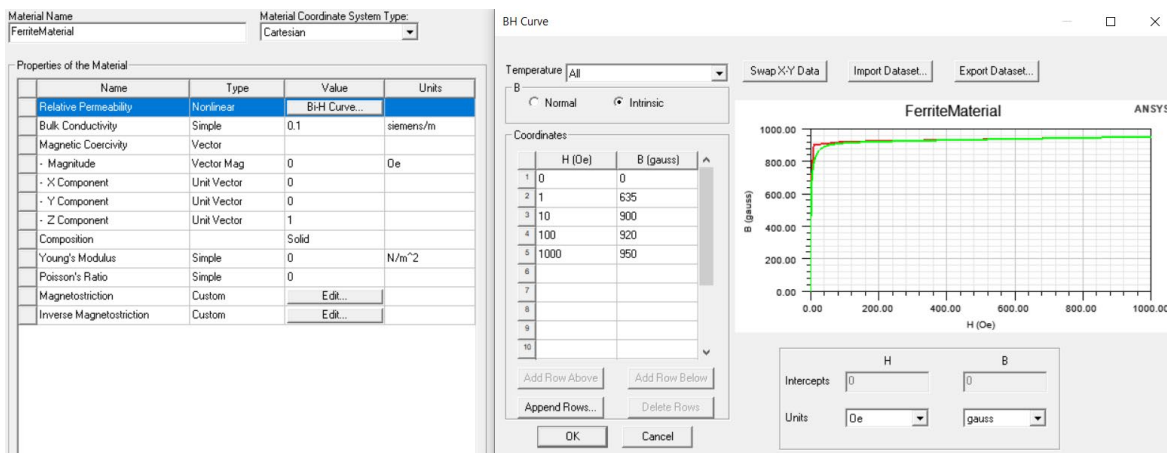 Material Name
Material Coordinate System Type:
FerriteMaterial
Cartesian
Properties of the Material
Name Type Value Units
Relative Permeability Nonlinear Bi-H Curve...
Bulk Conductivity Simple 0.1 siemens/m
Magnetic Coercivity Vector
- Magnitude Vector Mag 0 Oe
- X Component Unit Vector 0
- Y Component Unit Vector 0
- Z Component Unit Vector 1
Composition Solid
Young's Modulus Simple 0 N/m^2
Poisson's Ratio Simple 0
Magnetostriction Custom Edit...
Inverse Magnetostriction Custom Edit...
BH Curve
Temperature All
Swap X-Y Data Import Dataset... Export Dataset...
B
Normal Intrinsic
Coordinates
H (Oe) B (gauss)
1 0 0
2 1 635
3 10 900
4 100 920
5 1000 950
6
7
8
9
10
Add Row Above Add Row Below
Append Rows... Delete Rows
OK Cancel
FerriteMaterial
ANSYS
1000.00
800.00
600.00
400.00
200.00
0.00
B (gauss)
0.00 200.00 400.00 600.00 800.00 1000.00
H (Oe)
H B
Intercepts 0 0
Units Oe gauss